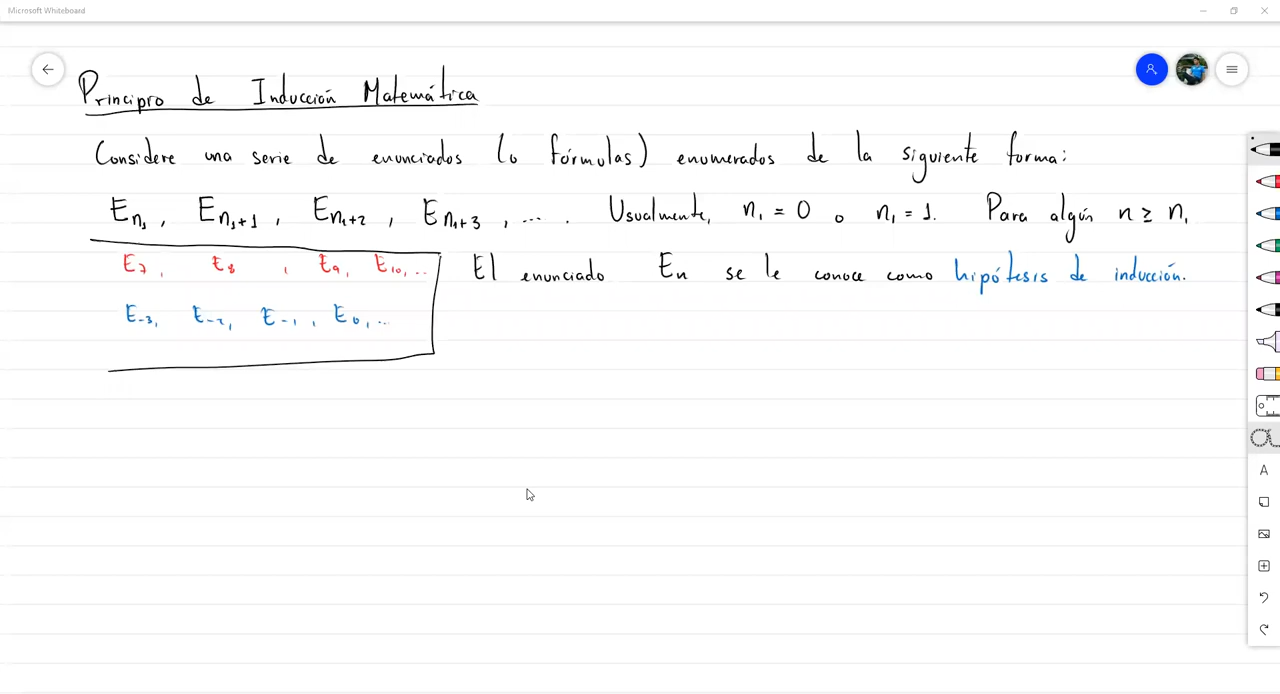 Microsoft Whiteboard
Principio de Inducción Matemática
Considere una serie de enunciados (o fórmulas) enumerados de la siguiente forma:
Eₙ₁, Eₙ₁₊₁, Eₙ₁₊₂, Eₙ₁₊₃, ... . Usualmente, n₁ = 0 o n₁ = 1. Para algún n ≥ n₁
E₇, E₈, E₉, E₁₀, ... El enunciado Eₙ se le conoce como hipótesis de inducción.
E₋₃, E₋₂, E₋₁, E₀, ...
A